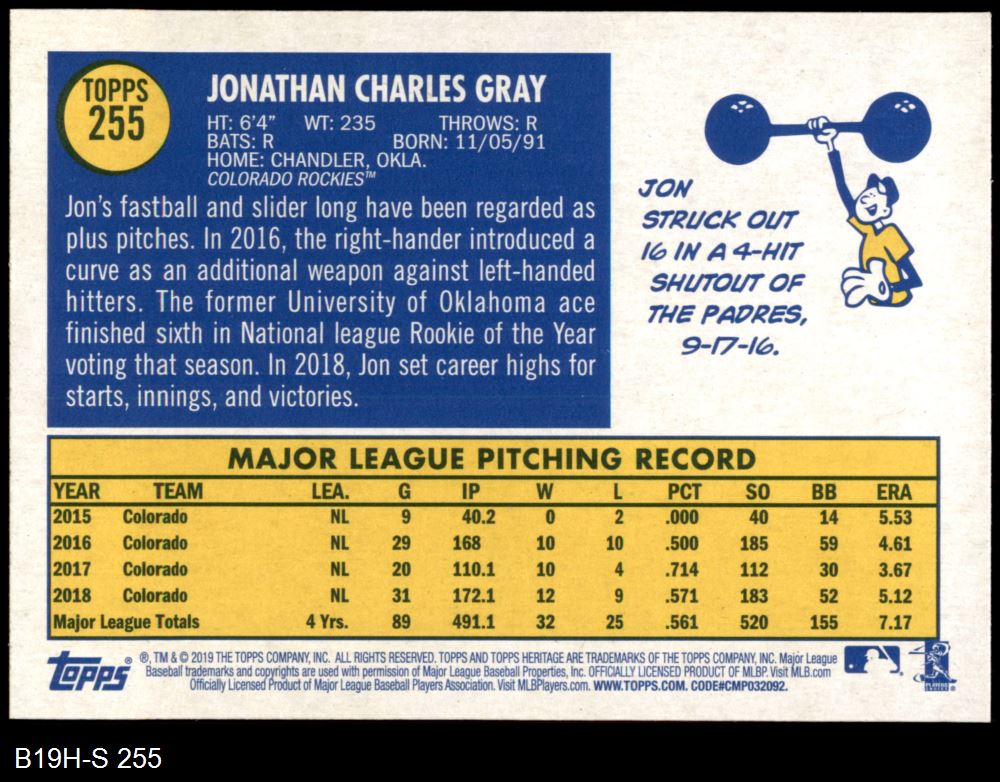 TOPPS
255
JONATHAN CHARLES GRAY
HT: 6'4" WT: 235 THROWS: R
BATS: R BORN: 11/05/91
HOME: CHANDLER, OKLA.
COLORADO ROCKIES™
Jon's fastball and slider long have been regarded as
plus pitches. In 2016, the right-hander introduced a
curve as an additional weapon against left-handed
hitters. The former University of Oklahoma ace
finished sixth in National league Rookie of the Year
voting that season. In 2018, Jon set career highs for
starts, innings, and victories.
JON
STRUCK OUT
16 IN A 4-HIT
SHUTOUT OF
THE PADRES,
9-17-16.
MAJOR LEAGUE PITCHING RECORD
YEAR TEAM LEA. G IP W L PCT SO BB ERA
2015 Colorado NL 9 40.2 0 2 .000 40 14 5.53
2016 Colorado NL 29 168 10 10 .500 185 59 4.61
2017 Colorado NL 20 110.1 10 4 .714 112 30 3.67
2018 Colorado NL 31 172.1 12 9 .571 183 52 5.12
Major League Totals 4 Yrs. 89 491.1 32 25 .561 520 155 7.17
TOPPS®
®, TM & © 2019 THE TOPPS COMPANY, INC. ALL RIGHTS RESERVED. TOPPS AND TOPPS HERITAGE ARE TRADEMARKS OF THE TOPPS COMPANY, INC. Major League
Baseball trademarks and copyrights are used with permission of Major League Baseball Properties, Inc. OFFICIALLY LICENSED PRODUCT OF MLBP. Visit MLB.com
Officially Licensed Product of Major League Baseball Players Association. Visit MLBPlayers.com. WWW.TOPPS.COM. CODE#CMP032092.
PLAYERS
CHOICE
B19H-S 255